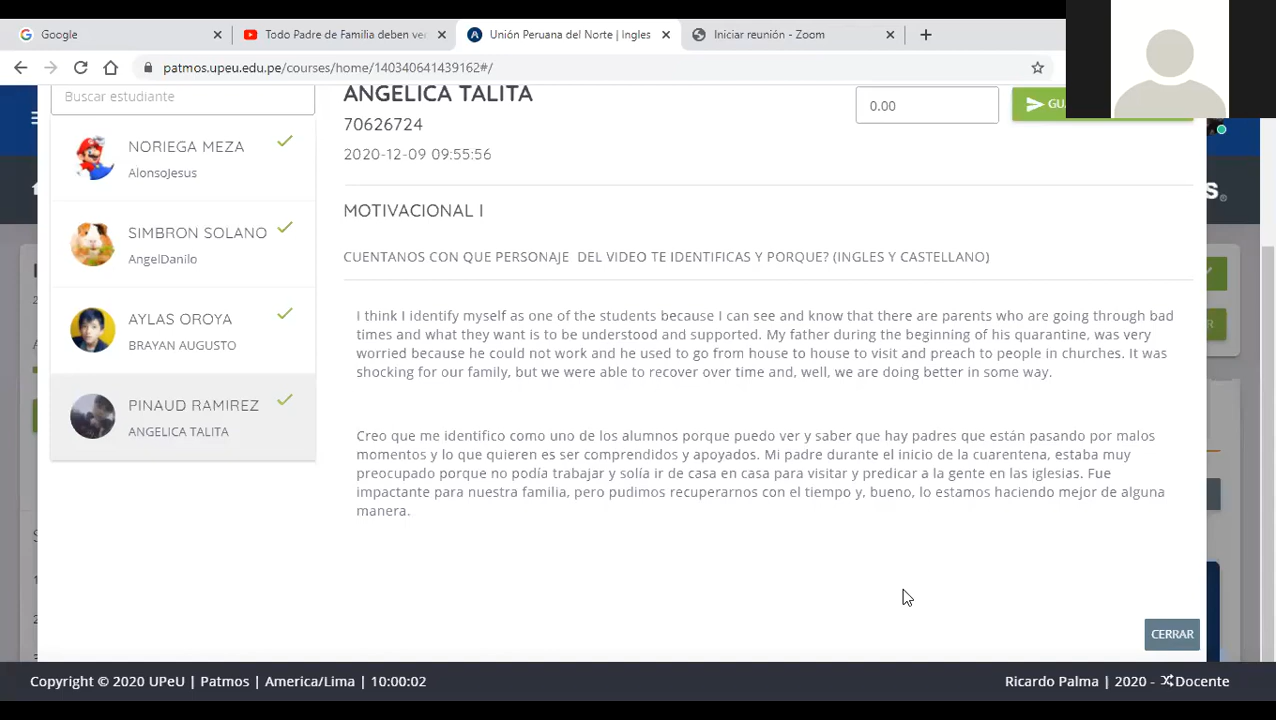 Google
Todo Padre de Familia deben ve
Unión Peruana del Norte | Ingles
Iniciar reunión - Zoom
patmos.upeu.edu.pe/courses/home/140340641439162#/
Buscar estudiante
NORIEGA MEZA
AlonsoJesus
SIMBRON SOLANO
AngelDanilo
AYLAS OROYA
BRAYAN AUGUSTO
PINAUD RAMIREZ
ANGELICA TALITA
ANGELICA TALITA
70626724
2020-12-09 09:55:56
0.00
MOTIVACIONAL I
CUENTANOS CON QUE PERSONAJE DEL VIDEO TE IDENTIFICAS Y PORQUE? (INGLES Y CASTELLANO)
I think I identify myself as one of the students because I can see and know that there are parents who are going through bad
times and what they want is to be understood and supported. My father during the beginning of his quarantine, was very
worried because he could not work and he used to go from house to house to visit and preach to people in churches. It was
shocking for our family, but we were able to recover over time and, well, we are doing better in some way.
Creo que me identifico como uno de los alumnos porque puedo ver y saber que hay padres que están pasando por malos
momentos y lo que quieren es ser comprendidos y apoyados. Mi padre durante el inicio de la cuarentena, estaba muy
preocupado porque no podía trabajar y solía ir de casa en casa para visitar y predicar a la gente en las iglesias. Fue
impactante para nuestra familia, pero pudimos recuperarnos con el tiempo y, bueno, lo estamos haciendo mejor de alguna
manera.
CERRAR
Copyright © 2020 UPeU | Patmos | America/Lima | 10:00:02
Ricardo Palma | 2020 - Docente